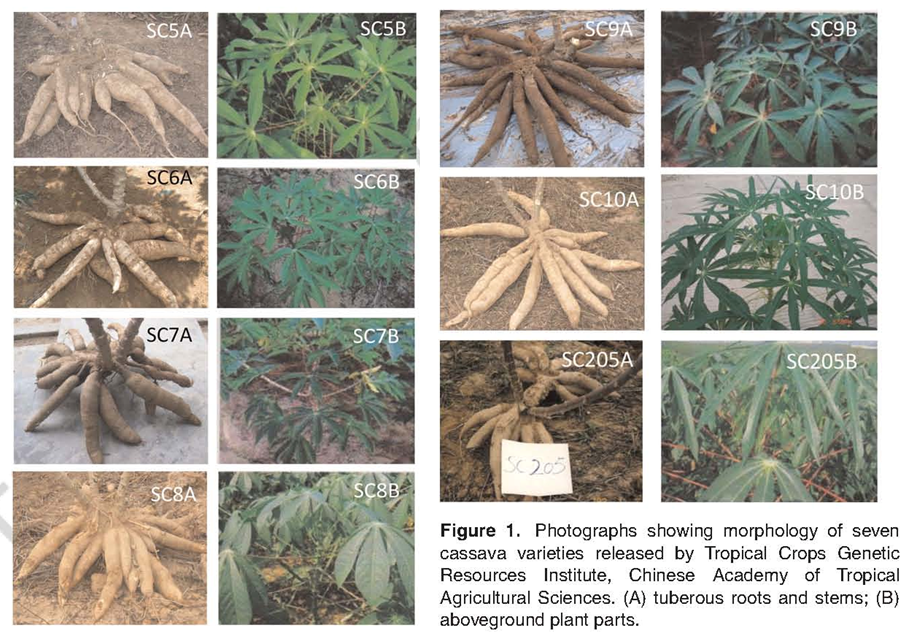 SC5A
SC5B
SC6A
SC6B
SC7A
SC7B
SC8A
SC8B
SC9A
SC9B
SC10A
SC10B
SC205A
SC205
SC205B
Figure 1. Photographs showing morphology of seven
cassava varieties released by Tropical Crops Genetic
Resources Institute, Chinese Academy of Tropical
Agricultural Sciences. (A) tuberous roots and stems; (B)
aboveground plant parts.